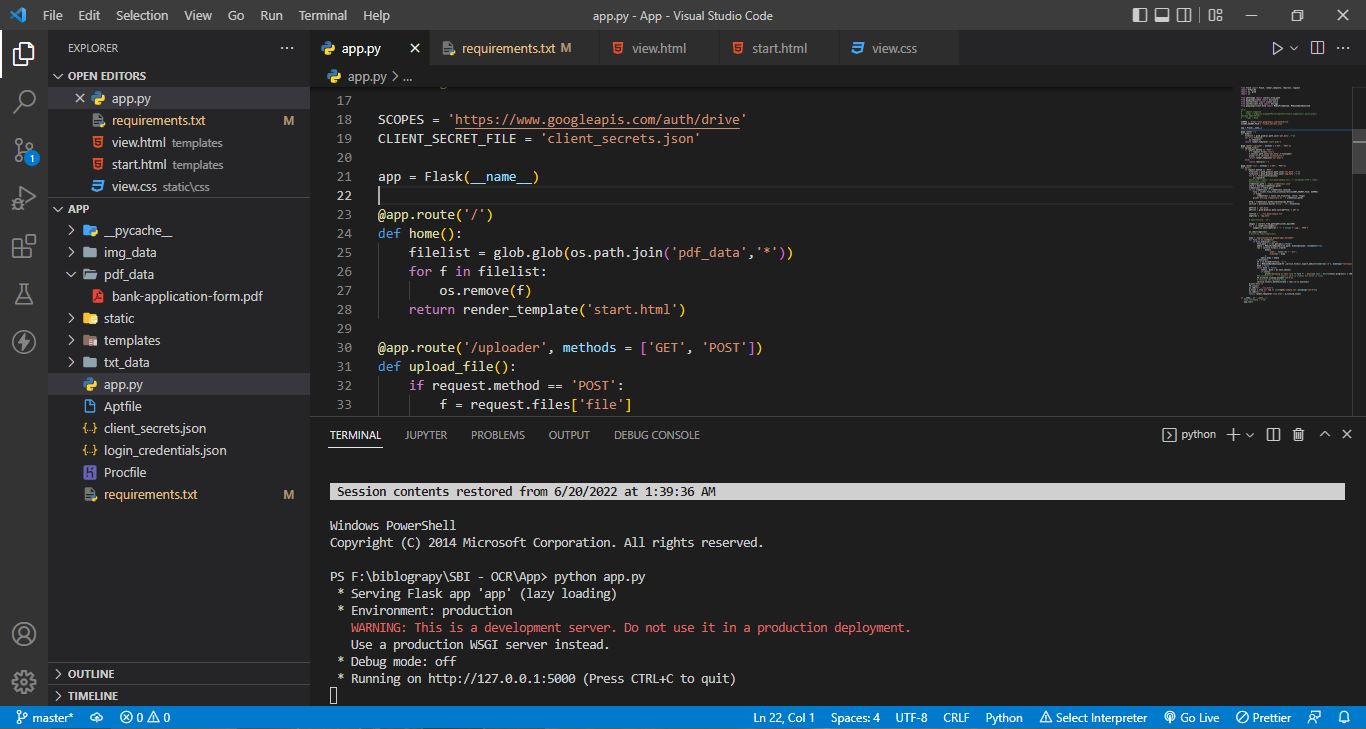 File Edit Selection View Go Run Terminal Help app.py - App - Visual Studio Code
EXPLORER
OPEN EDITORS
app.py
requirements.txt M
view.html templates
start.html templates
view.css static\css
APP
__pycache__
img_data
pdf_data
bank-application-form.pdf
static
templates
txt_data
app.py
Aptfile
client_secrets.json
login_credentials.json
Procfile
requirements.txt M
OUTLINE
TIMELINE
1
app.py requirements.txt M view.html start.html view.css
app.py > ...
17
18 SCOPES = 'https://www.googleapis.com/auth/drive'
19 CLIENT_SECRET_FILE = 'client_secrets.json'
20
21 app = Flask(__name__)
22
23 @app.route('/')
24 def home():
25 filelist = glob.glob(os.path.join('pdf_data','*'))
26 for f in filelist:
27 os.remove(f)
28 return render_template('start.html')
29
30 @app.route('/uploader', methods = ['GET', 'POST'])
31 def upload_file():
32 if request.method == 'POST':
33 f = request.files['file']
TERMINAL JUPYTER PROBLEMS OUTPUT DEBUG CONSOLE python
Session contents restored from 6/20/2022 at 1:39:36 AM
Windows PowerShell
Copyright (C) 2014 Microsoft Corporation. All rights reserved.
PS F:\biblograpy\SBI - OCR\App> python app.py
* Serving Flask app 'app' (lazy loading)
* Environment: production
WARNING: This is a development server. Do not use it in a production deployment.
Use a production WSGI server instead.
* Debug mode: off
* Running on http://127.0.0.1:5000 (Press CTRL+C to quit)
master* 0 0 Ln 22, Col 1 Spaces: 4 UTF-8 CRLF Python Select Interpreter Go Live Prettier